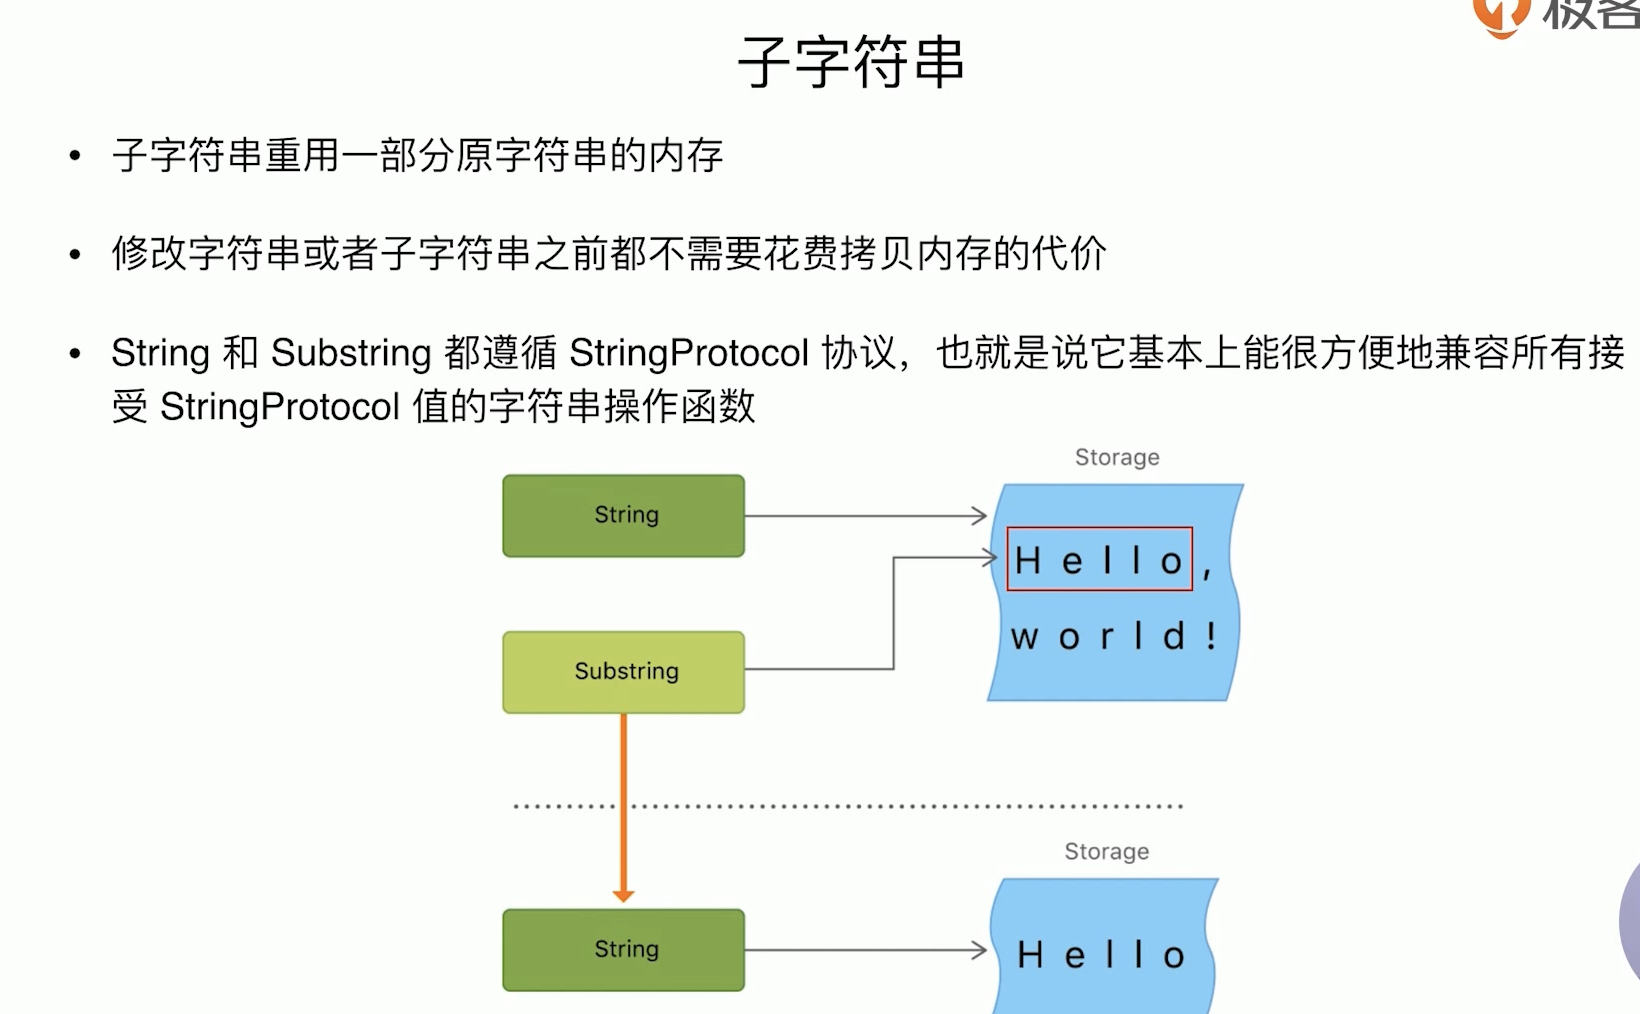 极客
子字符串
• 子字符串重用一部分原字符串的内存
• 修改字符串或者子字符串之前都不需要花费拷贝内存的代价
• String 和 Substring 都遵循 StringProtocol 协议，也就是说它基本上能很方便地兼容所有接
受 StringProtocol 值的字符串操作函数
Storage
String
Hello,
Substring
world!
Storage
String
Hello